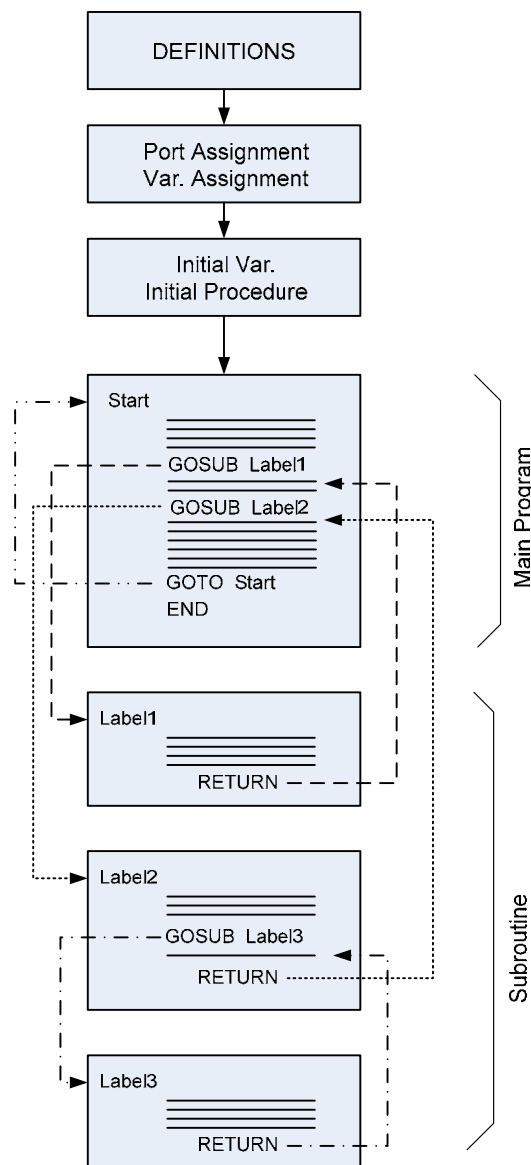 DEFINITIONS
Port Assignment
Var. Assignment
Initial Var.
Initial Procedure
Start
GOSUB Label1
GOSUB Label2
GOTO Start
END
Main Program
Label1
RETURN
Label2
GOSUB Label3
RETURN
Subroutine
Label3
RETURN